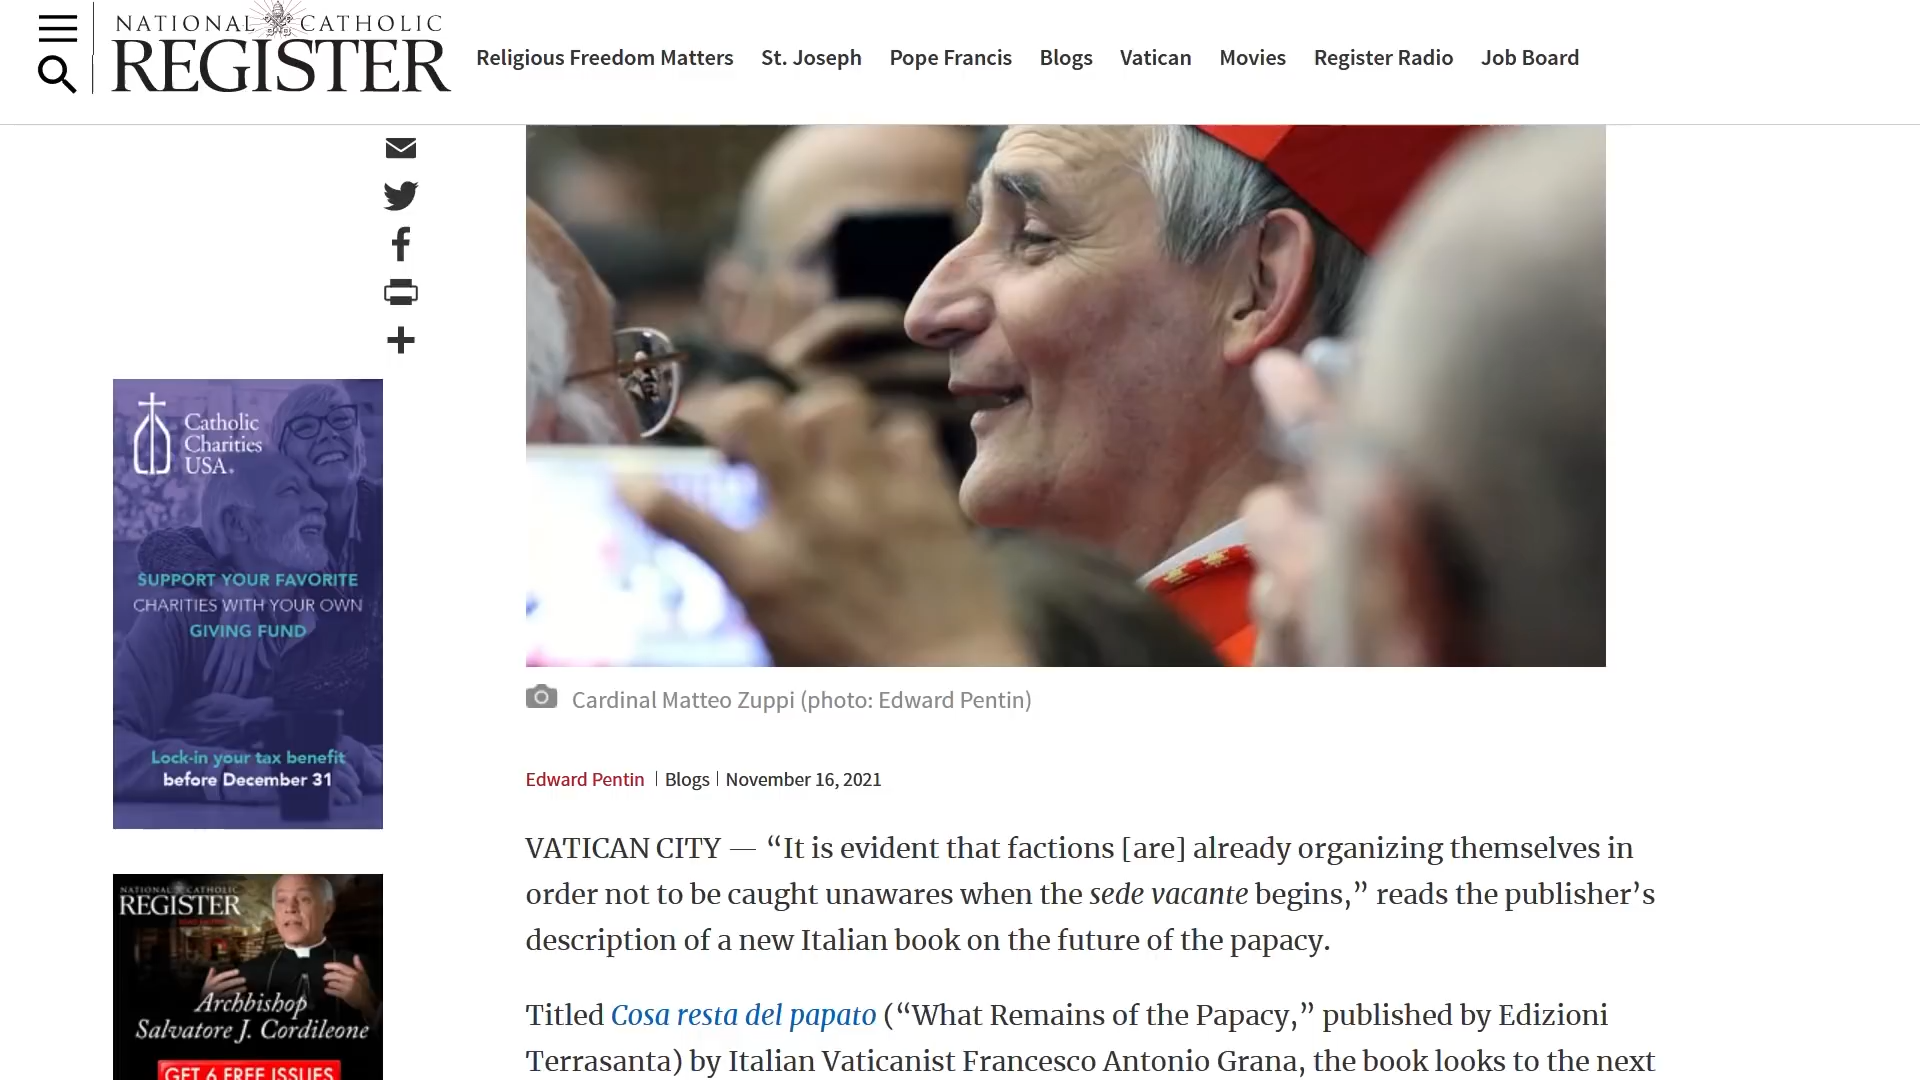 NATIONAL CATHOLIC
REGISTER
Religious Freedom Matters St. Joseph Pope Francis Blogs Vatican Movies Register Radio Job Board
Catholic
Charities
USA.
SUPPORT YOUR FAVORITE
CHARITIES WITH YOUR OWN
GIVING FUND
Lock-in your tax benefit
before December 31
NATIONAL CATHOLIC
REGISTER
Archbishop
Salvatore J. Cordileone
GET 6 FREE ISSUES
Cardinal Matteo Zuppi (photo: Edward Pentin)
Edward Pentin | Blogs | November 16, 2021
VATICAN CITY — “It is evident that factions [are] already organizing themselves in
order not to be caught unawares when the sede vacante begins,” reads the publisher’s
description of a new Italian book on the future of the papacy.
Titled Cosa resta del papato (“What Remains of the Papacy,” published by Edizioni
Terrasanta) by Italian Vaticanist Francesco Antonio Grana, the book looks to the next